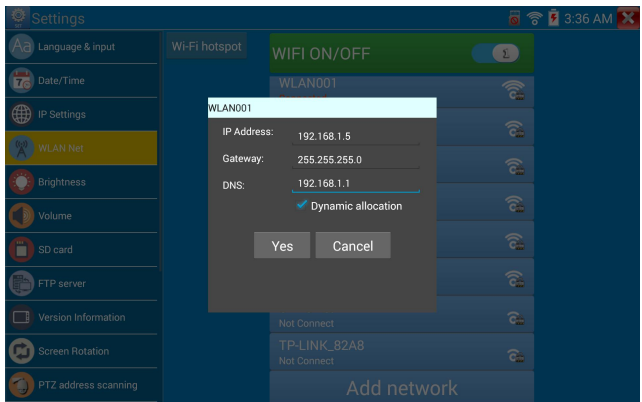 Settings
3:36 AM
Language & input
Date/Time
IP Settings
WLAN Net
Brightness
Volume
SD card
FTP server
Version Information
Screen Rotation
PTZ address scanning
Wi-Fi hotspot
WIFI ON/OFF
WLAN001
WLAN001
IP Address: 192.168.1.5
Gateway: 255.255.255.0
DNS: 192.168.1.1
Dynamic allocation
Yes Cancel
Not Connect
TP-LINK_82A8
Not Connect
Add network